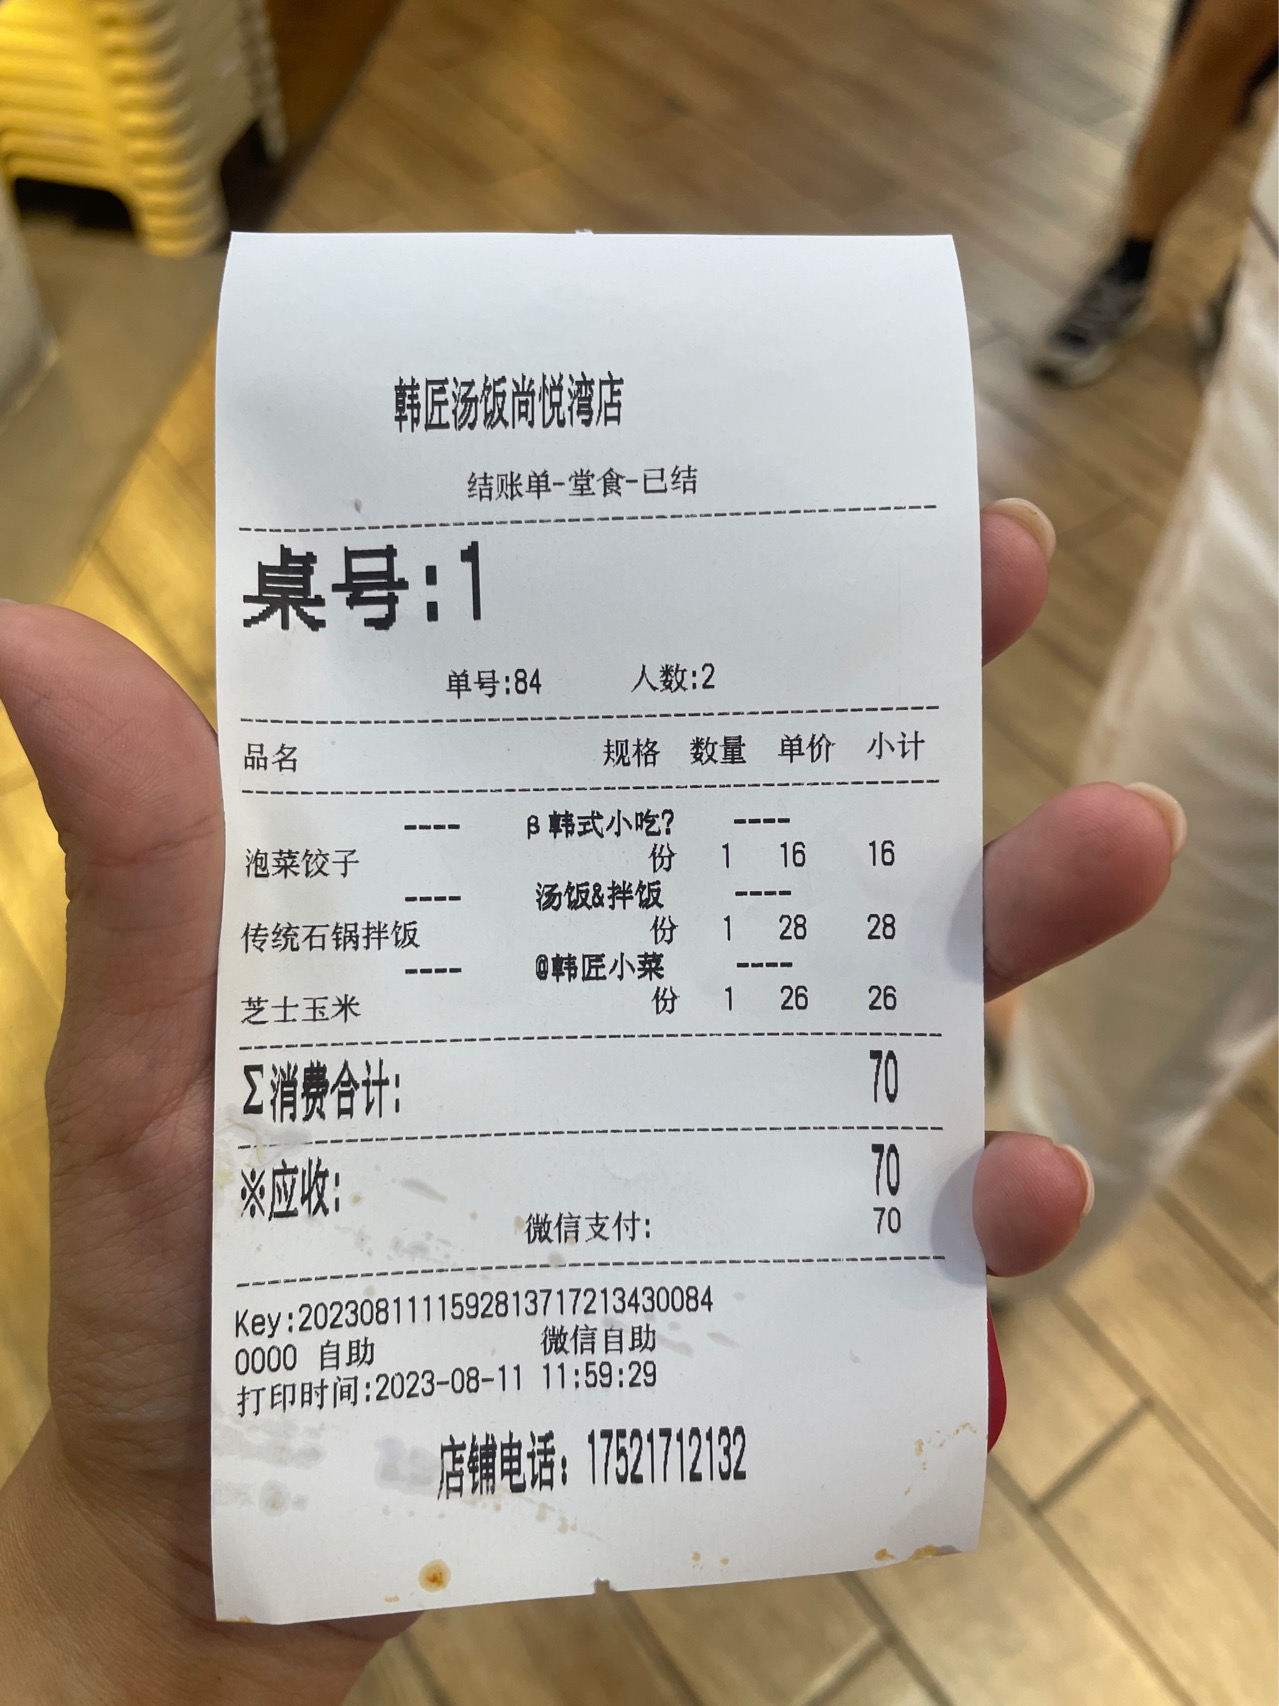 韩匠汤饭尚悦湾店
结账单-堂食-已结
桌号:1
单号:84 人数:2
品名 规格 数量 单价 小计
---- β韩式小吃? ----
泡菜饺子 份 1 16 16
---- 汤饭&拌饭 ----
传统石锅拌饭 份 1 28 28
---- @韩匠小菜 ----
芝士玉米 份 1 26 26
Σ消费合计: 70
※应收: 70
微信支付: 70
Key:2023081111592813717213430084
0000 自助 微信自助
打印时间:2023-08-11 11:59:29
店铺电话：17521712132